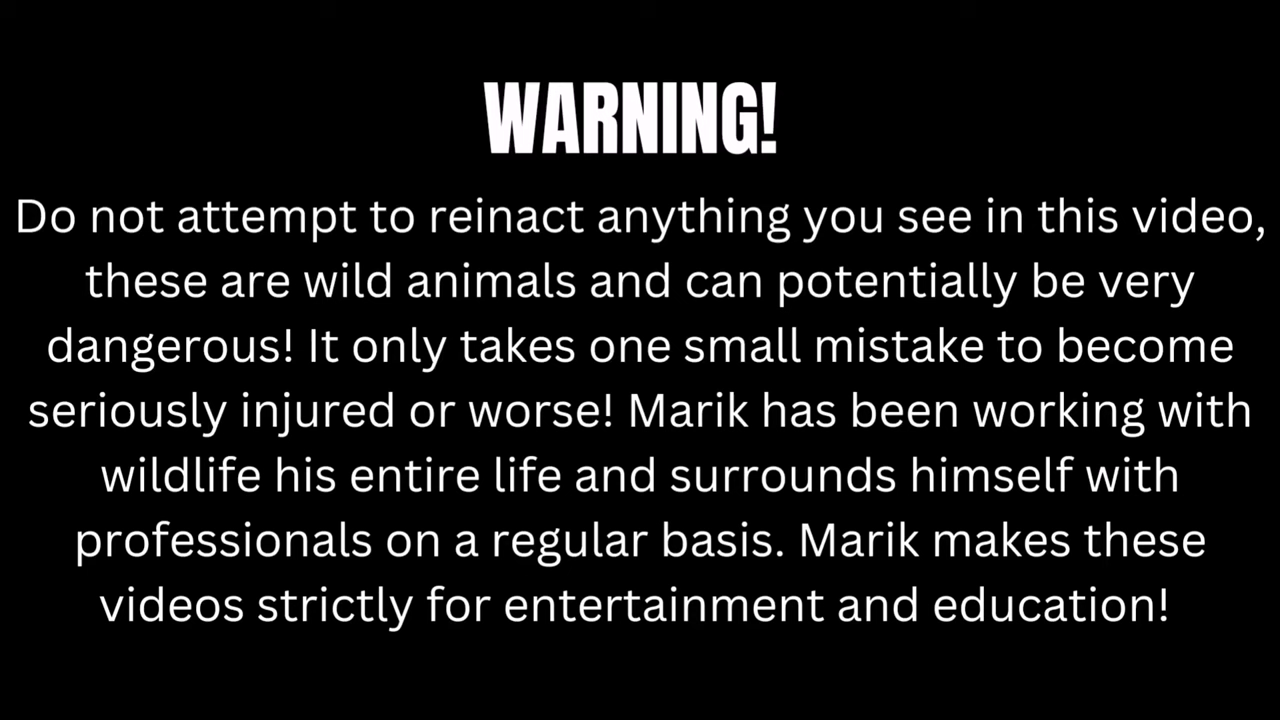 WARNING!
Do not attempt to reinact anything you see in this video,
these are wild animals and can potentially be very
dangerous! It only takes one small mistake to become
seriously injured or worse! Marik has been working with
wildlife his entire life and surrounds himself with
professionals on a regular basis. Marik makes these
videos strictly for entertainment and education!